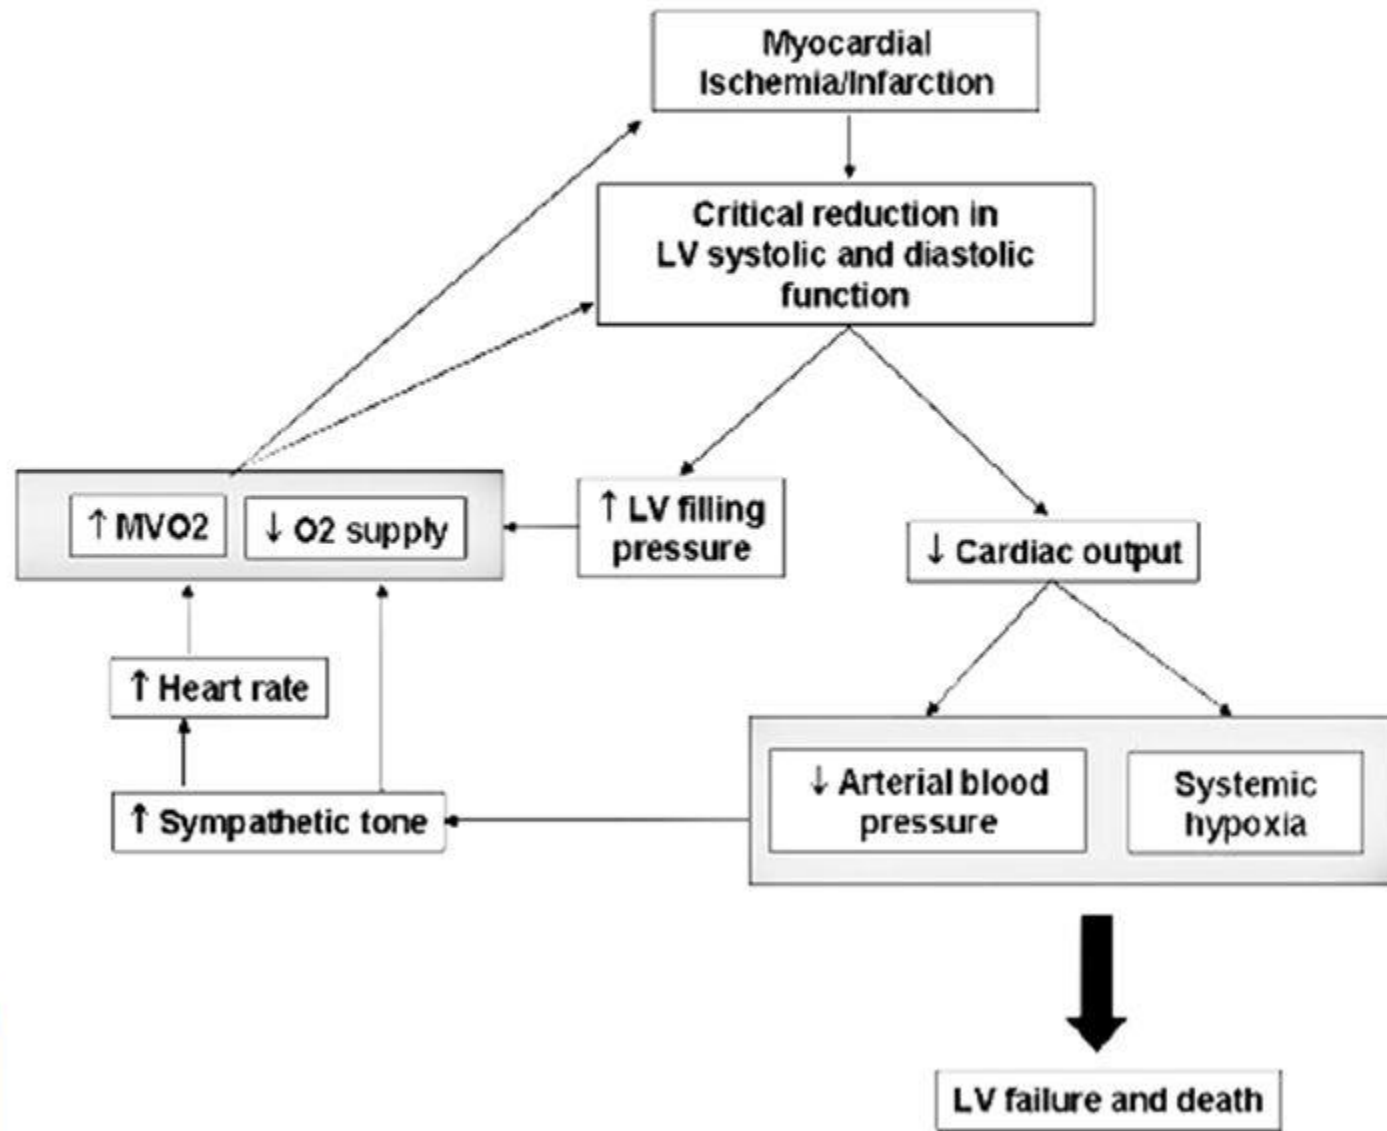 Myocardial
Ischemia/Infarction
Critical reduction in
LV systolic and diastolic
function
↑ MVO2
↓ O2 supply
↑ LV filling
pressure
↓ Cardiac output
↑ Heart rate
↑ Sympathetic tone
↓ Arterial blood
pressure
Systemic
hypoxia
LV failure and death